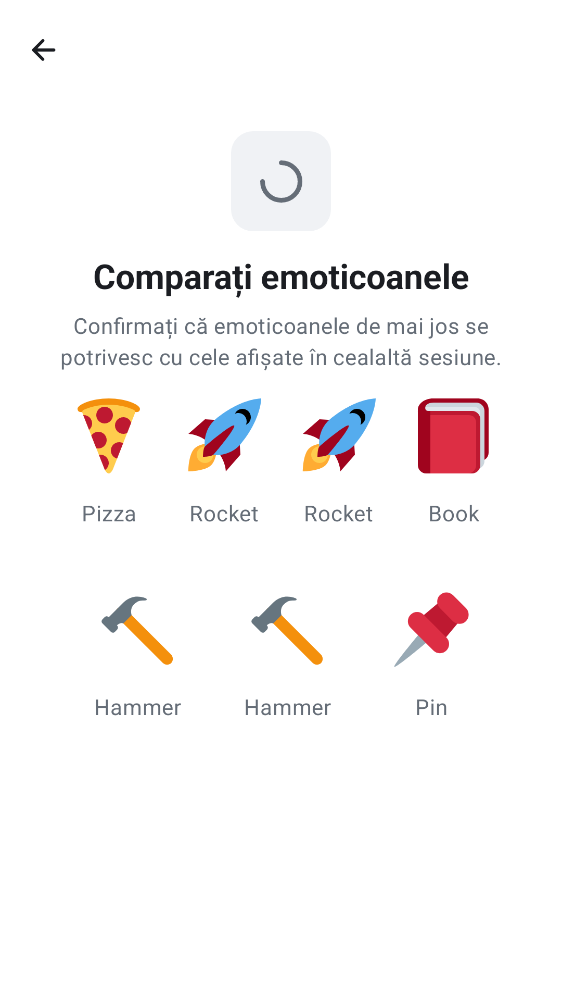 Comparați emoticoanele
Confirmați că emoticoanele de mai jos se
potrivesc cu cele afișate în cealaltă sesiune.
Pizza Rocket Rocket Book
Hammer Hammer Pin